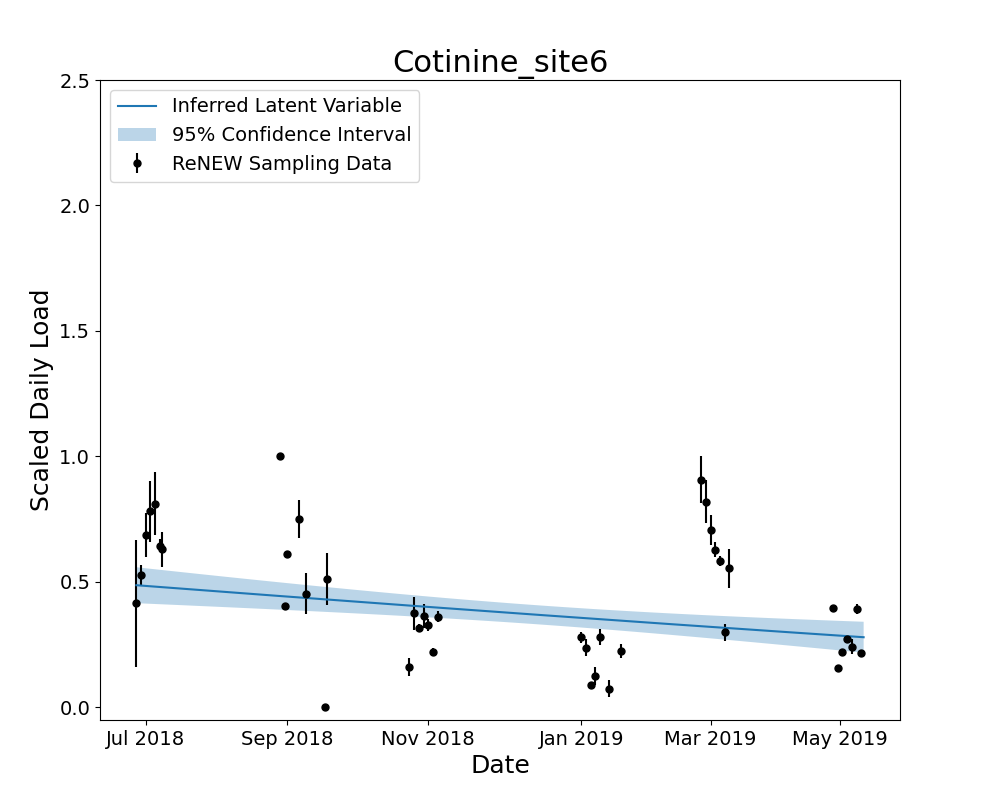 Cotinine_site6
Inferred Latent Variable
95% Confidence Interval
ReNEW Sampling Data
Scaled Daily Load
2.5
2.0
1.5
1.0
0.5
0.0
Jul 2018 Sep 2018 Nov 2018 Jan 2019 Mar 2019 May 2019
Date